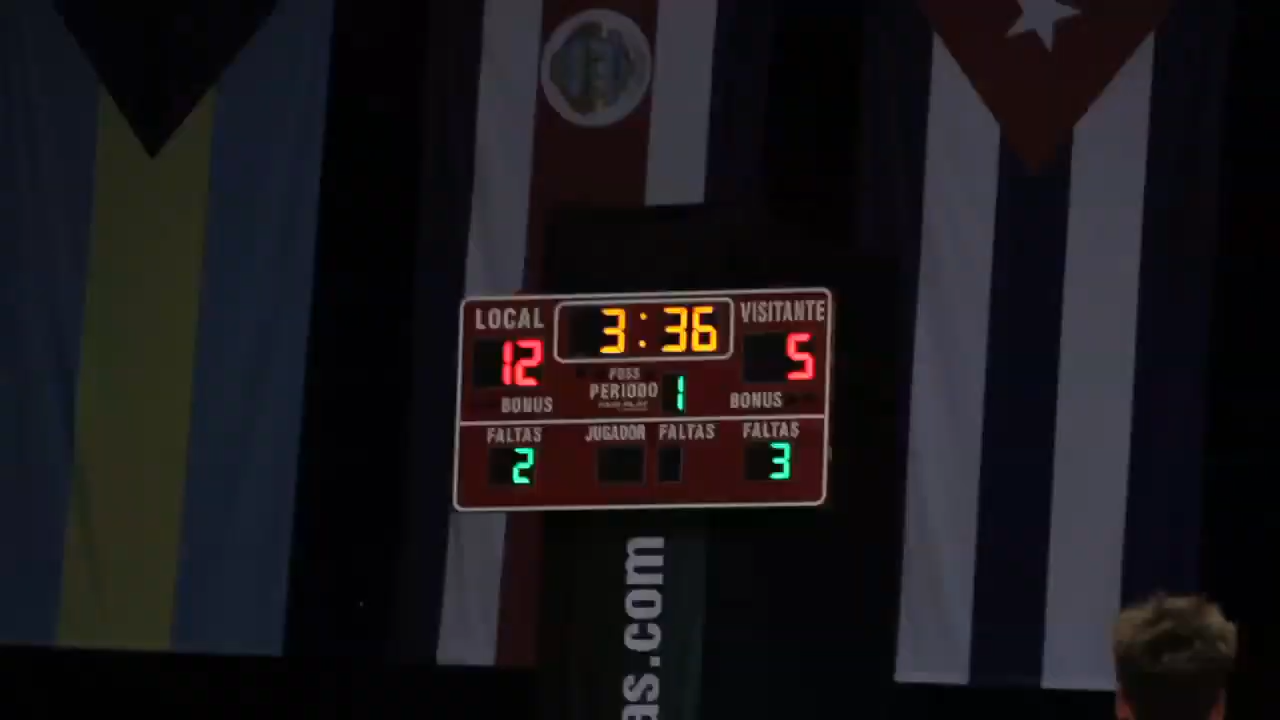 LOCAL
3:36
VISITANTE
12
5
POSS
PERIODO
1
BONUS
BONUS
FALTAS
JUGADOR
FALTAS
FALTAS
2
3
as.com